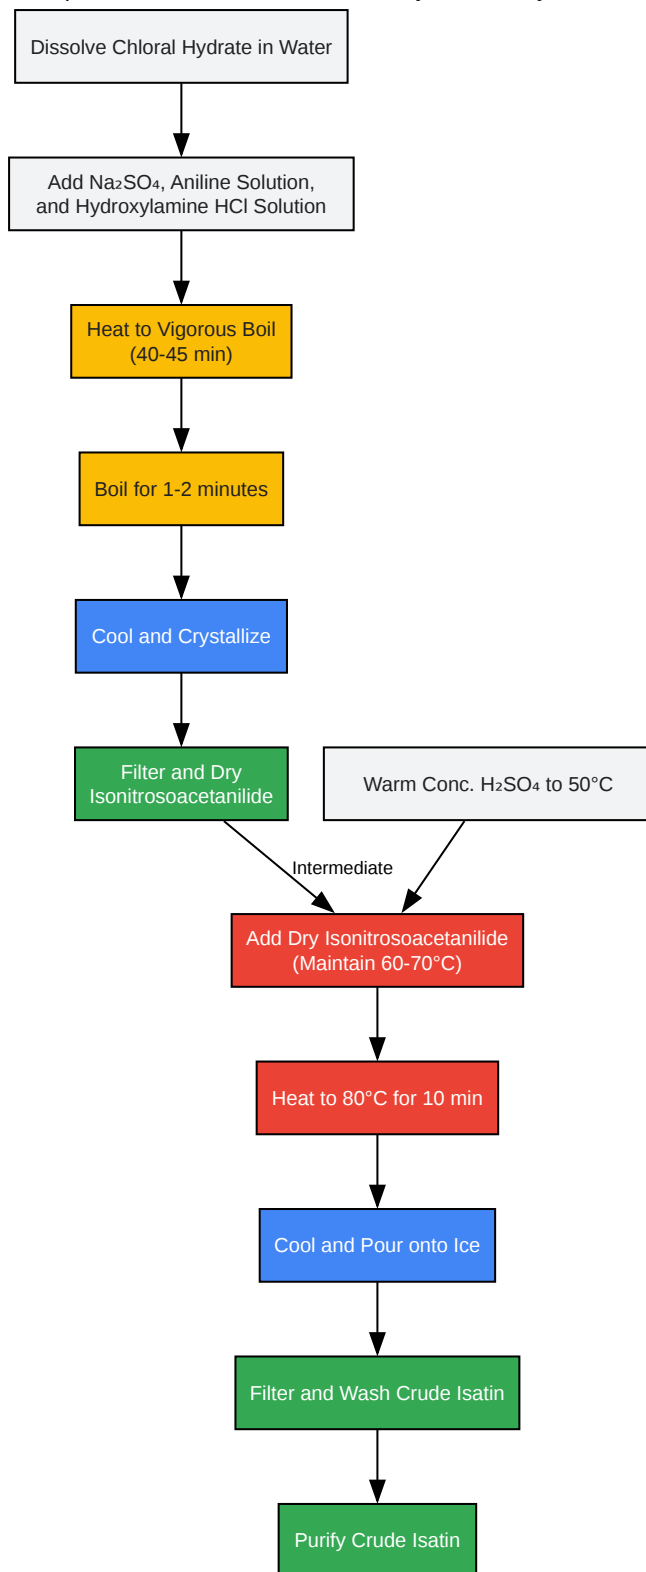 Dissolve Chloral Hydrate in Water
Add Na₂SO₄, Aniline Solution,
and Hydroxylamine HCl Solution
Heat to Vigorous Boil
(40-45 min)
Boil for 1-2 minutes
Cool and Crystallize
Filter and Dry
Isonitrosoacetanilide
Warm Conc. H₂SO₄ to 50°C
Intermediate
Add Dry Isonitrosoacetanilide
(Maintain 60-70°C)
Heat to 80°C for 10 min
Cool and Pour onto Ice
Filter and Wash Crude Isatin
Purify Crude Isatin